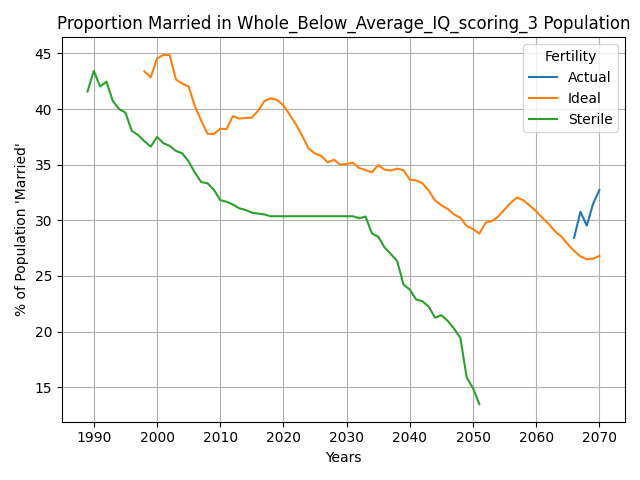 Proportion Married in Whole_Below_Average_IQ_scoring_3 Population
Fertility
Actual
Ideal
Sterile
% of Population 'Married'
45
40
35
30
25
20
15
1990 2000 2010 2020 2030 2040 2050 2060 2070
Years